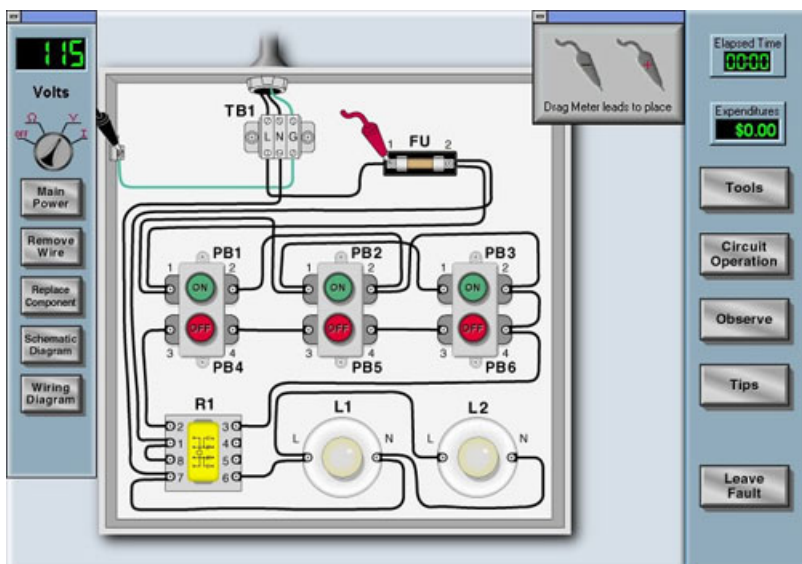 115
Volts
Ω
V
OFF
I
Main
Power
Remove
Wire
Replace
Component
Schematic
Diagram
Wiring
Diagram
TB1
L N G
1 FU 2
PB1
PB2
PB3
1 2 1 2 1 2
ON ON ON
OFF OFF OFF
3 4 3 4 3 4
PB4
PB5
PB6
R1
L1
L2
2 3
1 4
8 5
7 6
L N
L N
- +
Drag Meter leads to place
Elapsed Time
00:00
Expenditures
$0.00
Tools
Circuit
Operation
Observe
Tips
Leave
Fault